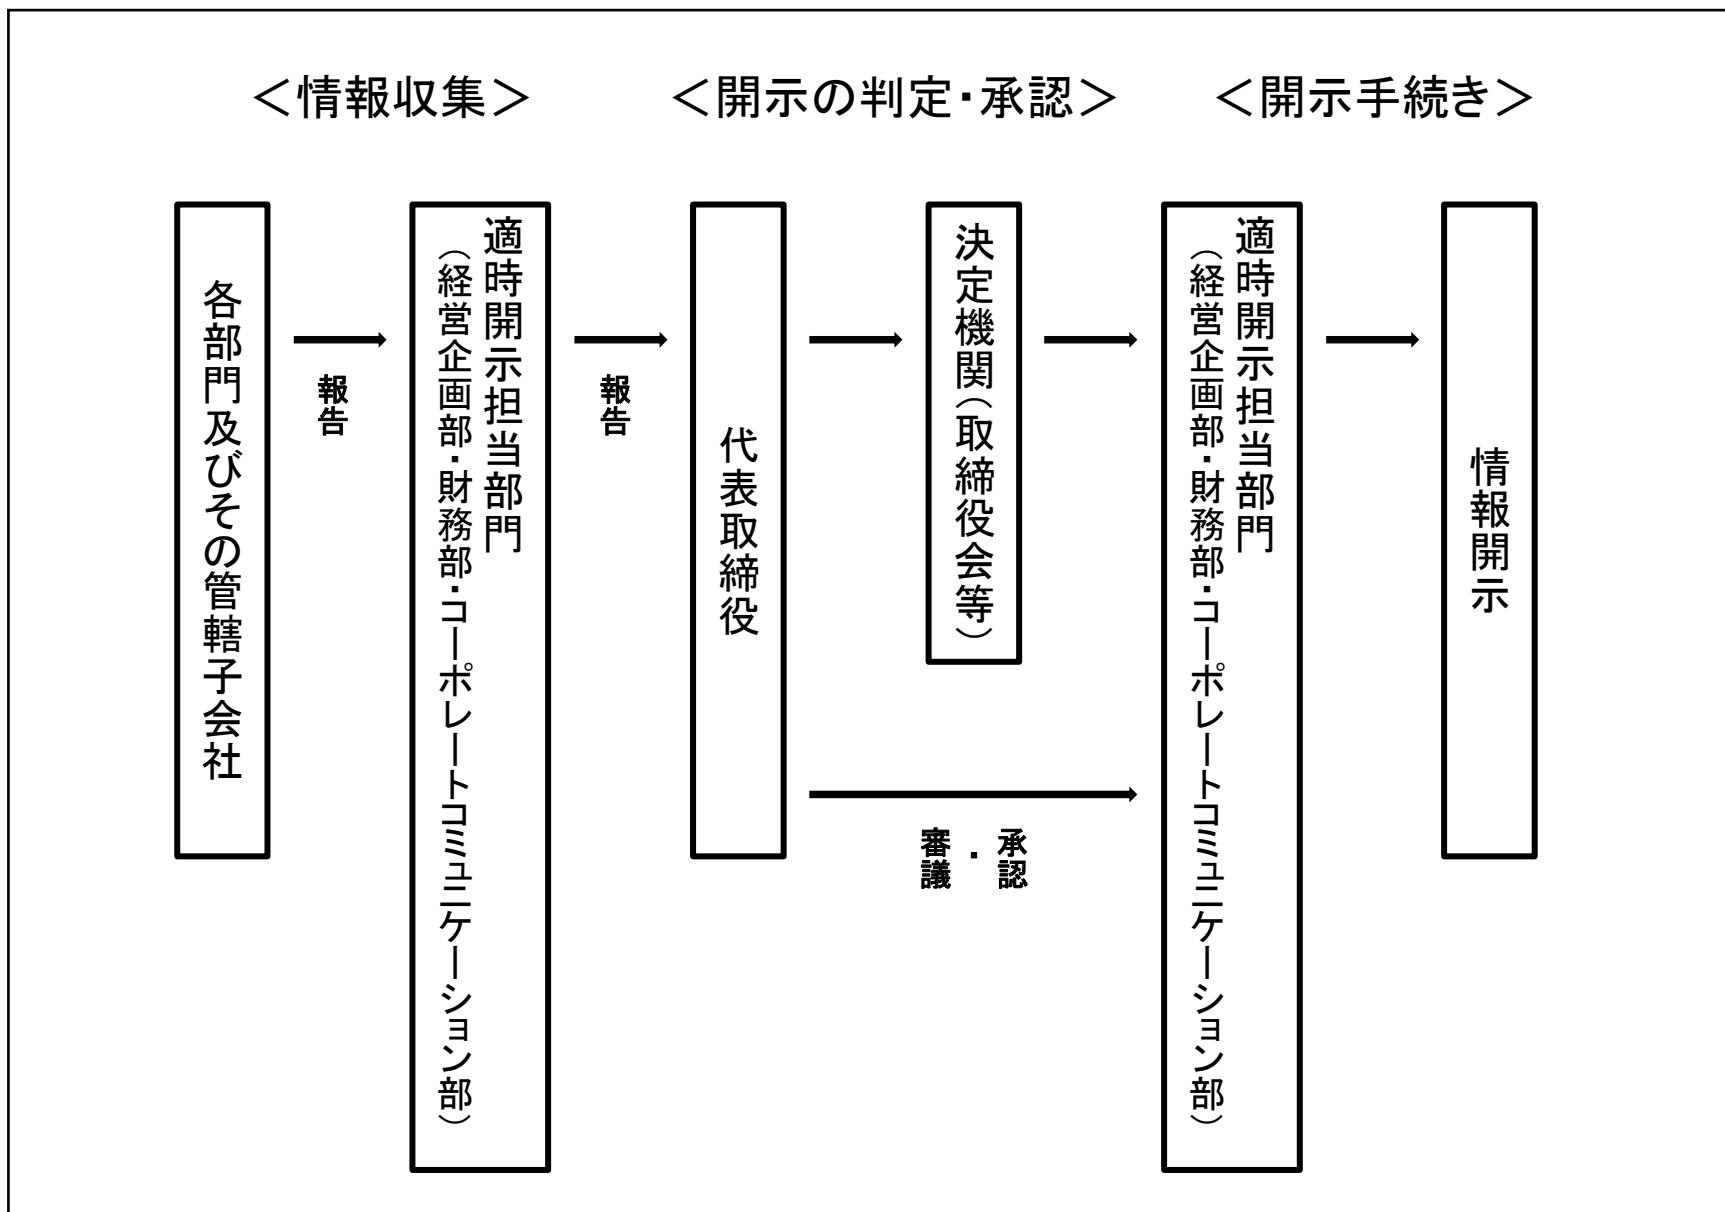 ＜情報収集＞
＜開示の判定・承認＞
＜開示手続き＞
各部門及びその管轄子会社
報告
適時開示担当部門
（経営企画部・財務部・コーポレートコミュニケーション部）
報告
代表取締役
決定機関（取締役会等）
審議・承認
適時開示担当部門
（経営企画部・財務部・コーポレートコミュニケーション部）
情報開示